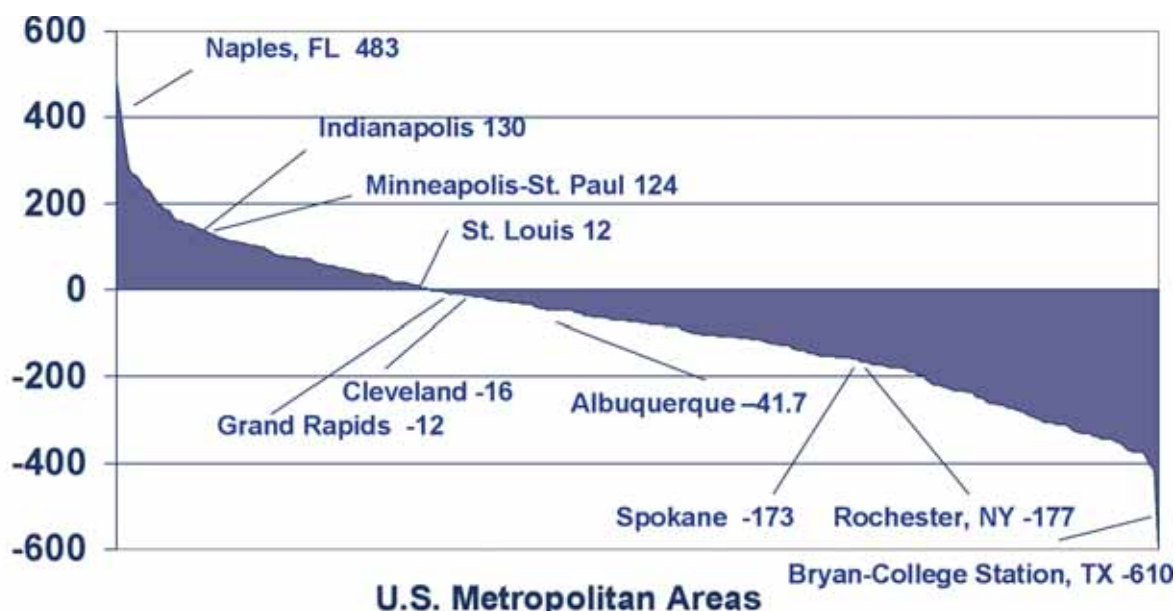 600
Naples, FL 483
400
Indianapolis 130
Minneapolis-St. Paul 124
200
St. Louis 12
0
-200
Cleveland -16
Albuquerque –41.7
Grand Rapids -12
-400
Spokane -173
Rochester, NY -177
-600
Bryan-College Station, TX -610
U.S. Metropolitan Areas